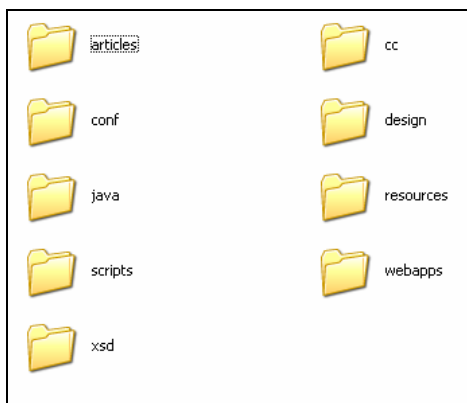 articles
cc
conf
design
java
resources
scripts
webapps
xsd